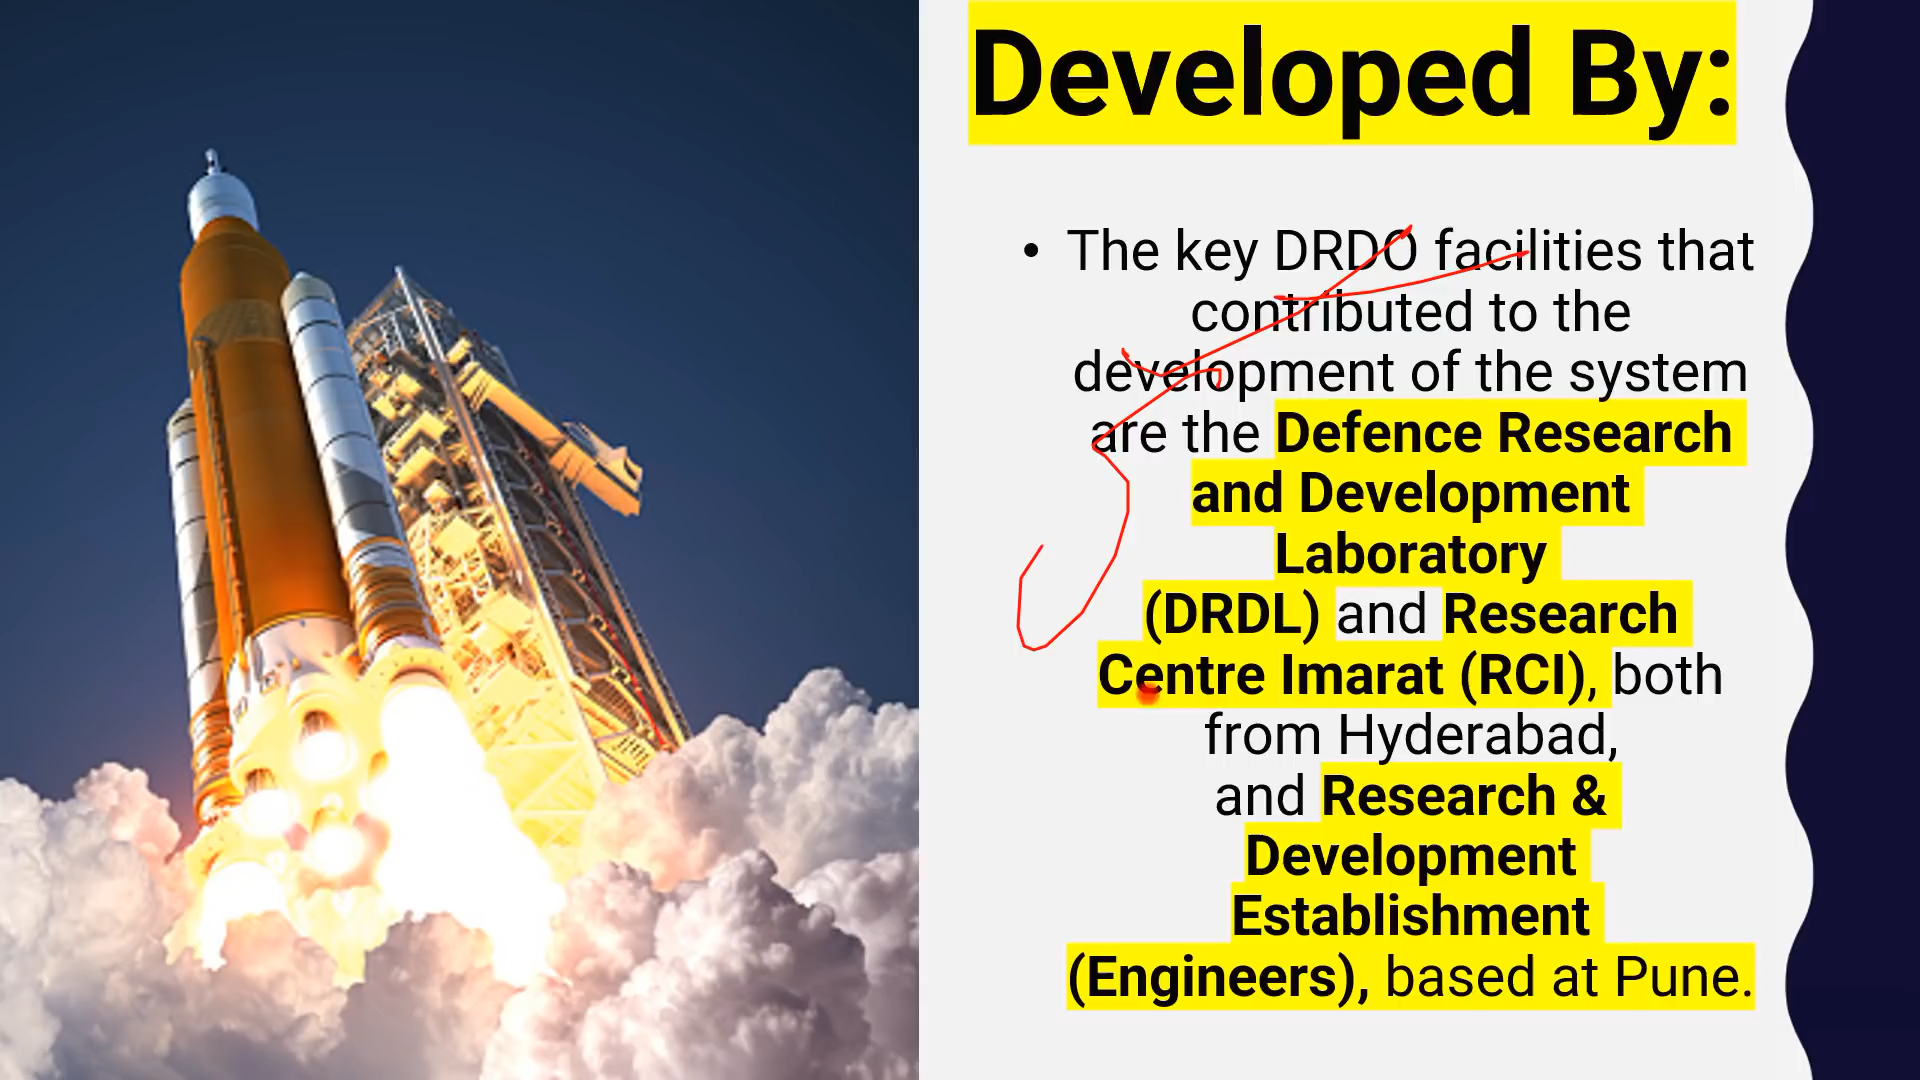 Developed By:
• The key DRDO facilities that
contributed to the
development of the system
are the Defence Research
and Development
Laboratory
(DRDL) and Research
Centre Imarat (RCI), both
from Hyderabad,
and Research &
Development
Establishment
(Engineers), based at Pune.